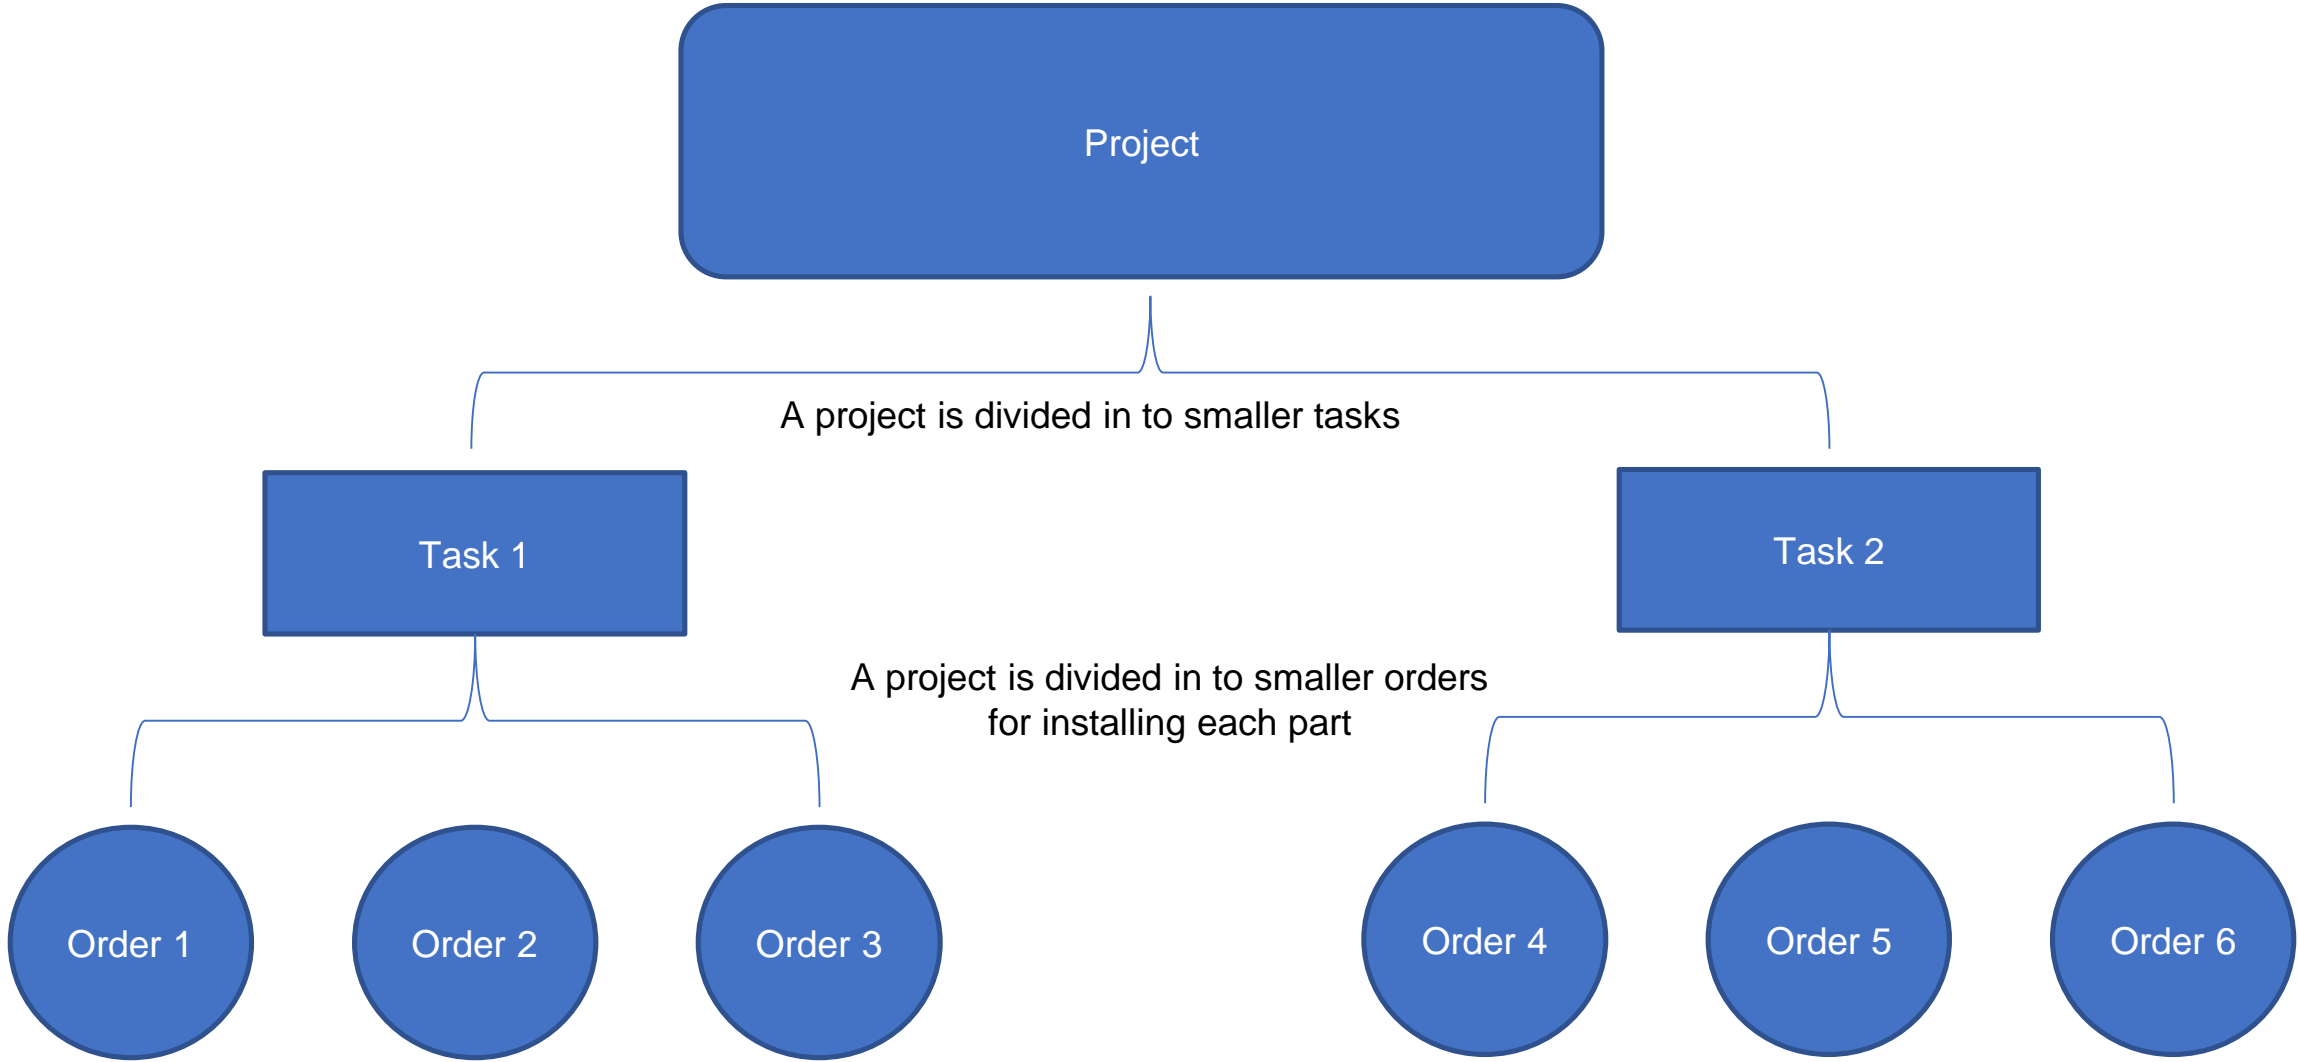 Project
A project is divided in to smaller tasks
Task 1
Task 2
A project is divided in to smaller orders
for installing each part
Order 1
Order 2
Order 3
Order 4
Order 5
Order 6